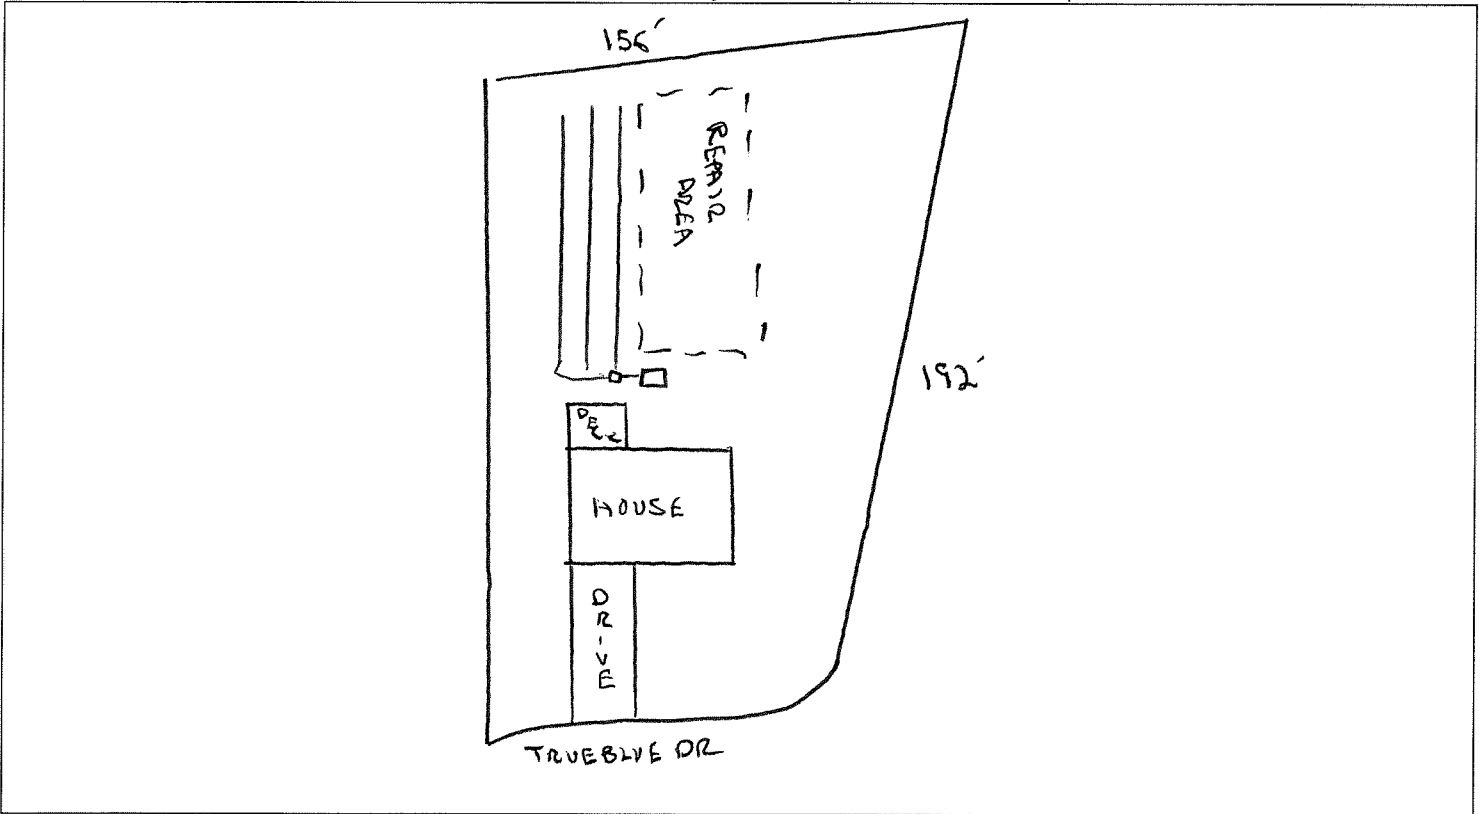 156'
REPAIR
AREA
192'
DECK
HOUSE
DRIVE
TRUEBLUE DR